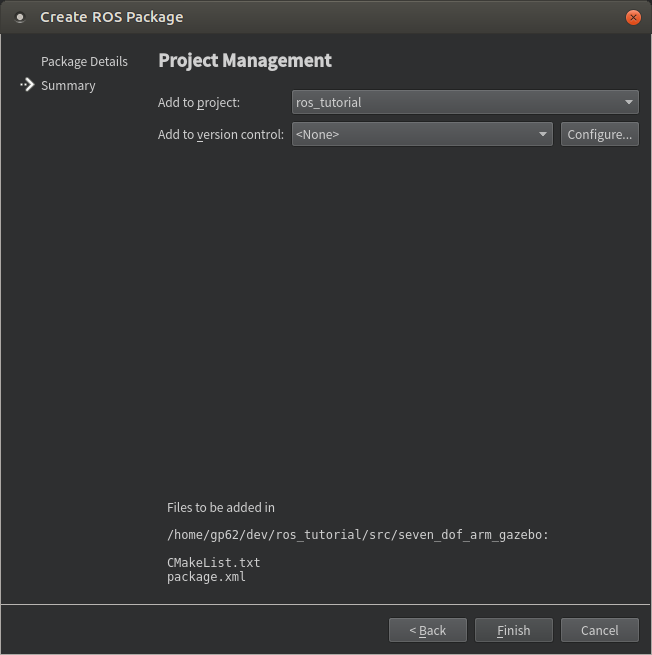 Create ROS Package
Package Details
Summary
Project Management
Add to project:
ros_tutorial
Add to version control:
<None>
Configure...
Files to be added in
/home/gp62/dev/ros_tutorial/src/seven_dof_arm_gazebo:
CMakeList.txt
package.xml
< Back
Finish
Cancel